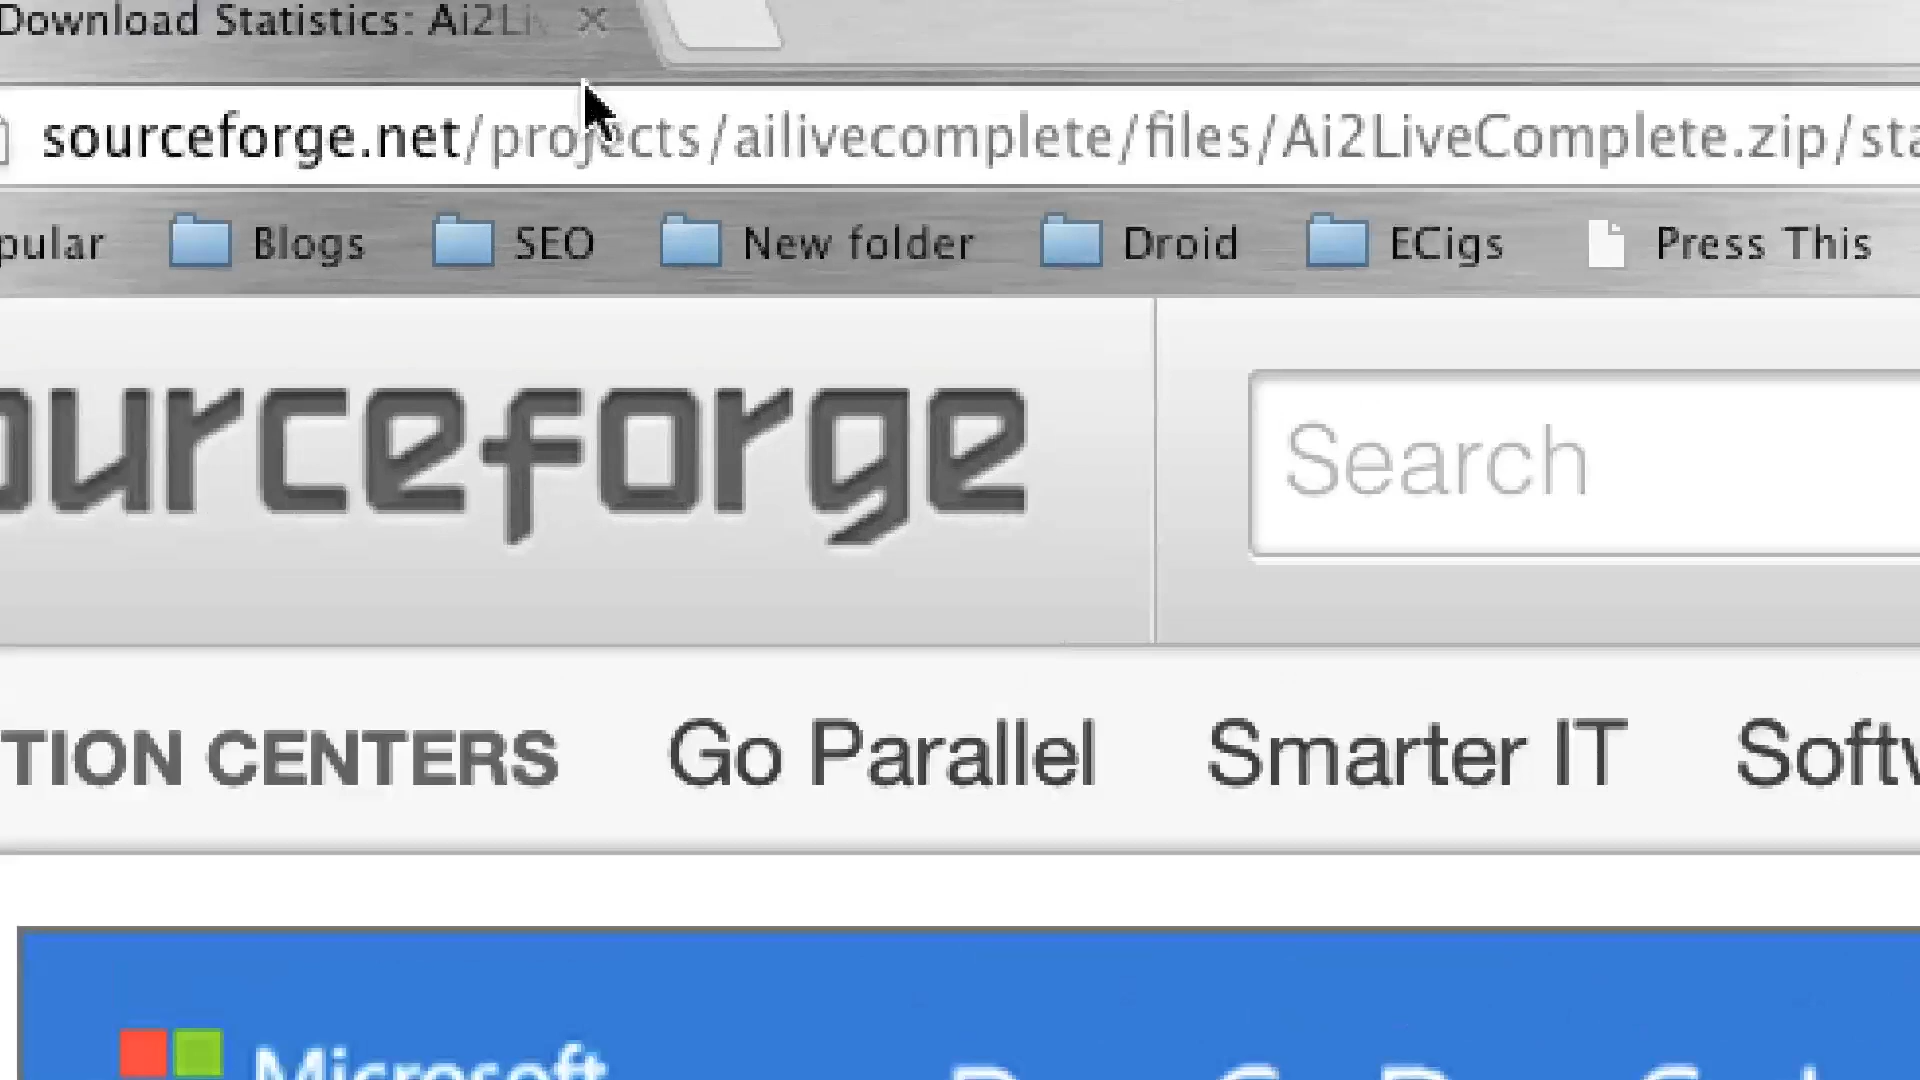 Download Statistics: Ai2Li
sourceforge.net/projects/ailivecomplete/files/Ai2LiveComplete.zip/sta
pular Blogs SEO New folder Droid ECigs Press This
ourceforge Search
TION CENTERS Go Parallel Smarter IT Softw
Microsoft